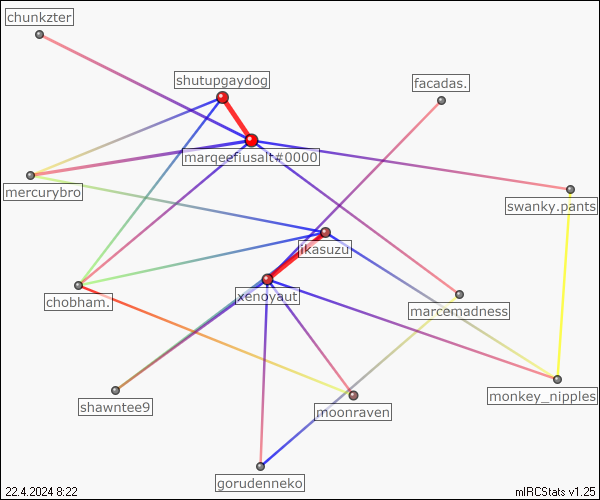 chunkzter
shutupgaydog
facadas.
marqeefiusalt#0000
mercurybro
swanky.pants
ikasuzu
xenoyaut
chobham.
marcemadness
monkey_nipples
shawntee9
moonraven
gorudenneko
22.4.2024 8:22
mIRCStats v1.25